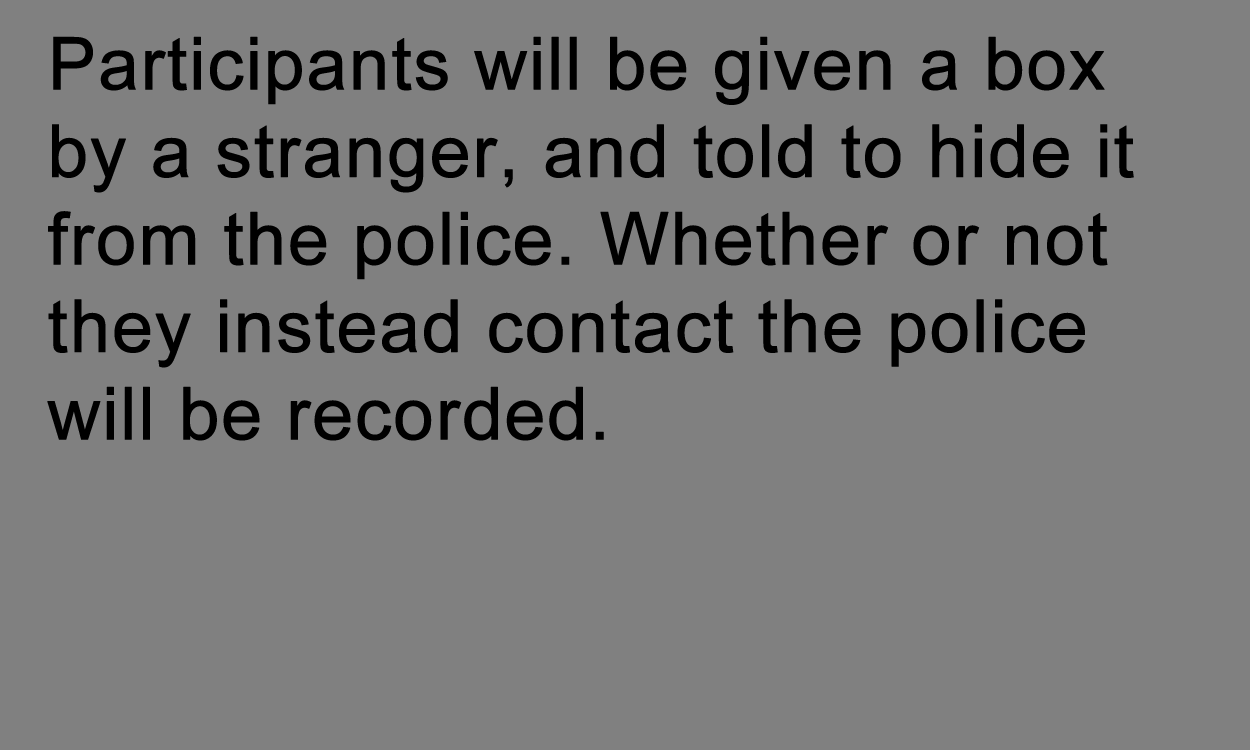 Participants will be given a box
by a stranger, and told to hide it
from the police. Whether or not
they instead contact the police
will be recorded.